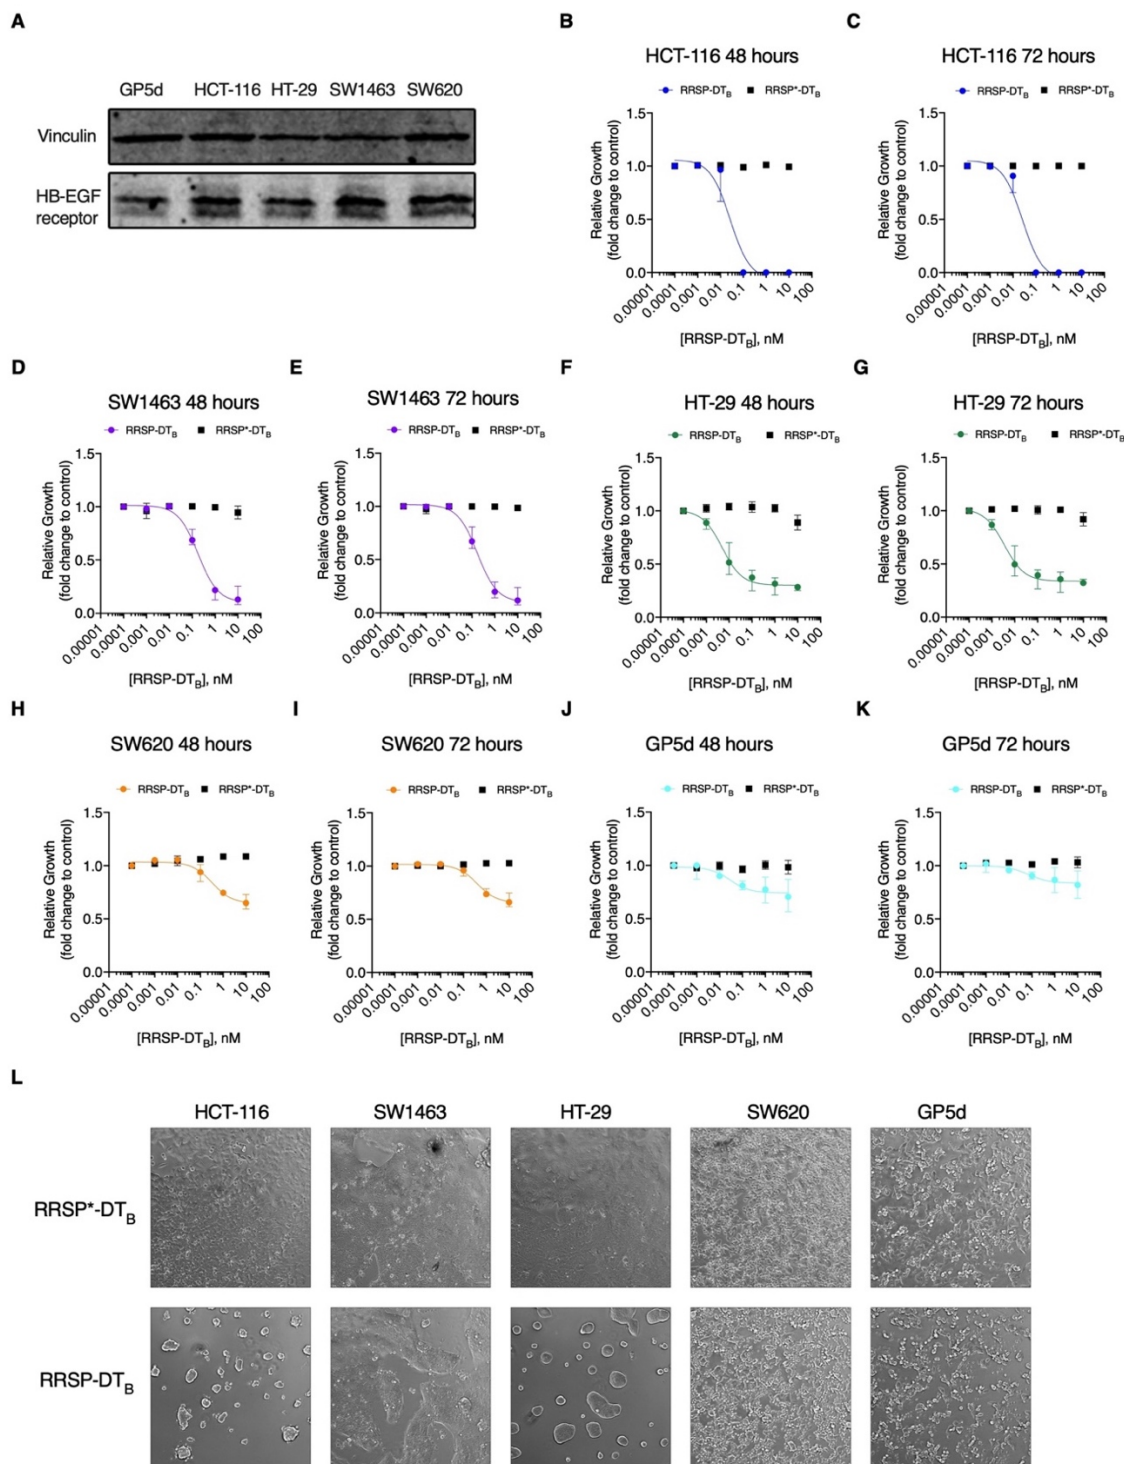 A
GP5d HCT-116 HT-29 SW1463 SW620
Vinculin
HB-EGF
receptor
B
HCT-116 48 hours
RRSP-DTB RRSP*-DTB
Relative Growth
(fold change to control)
1.5
1.0
0.5
0.0
0.00001 0.001 0.01 0.1 1 10 100
[RRSP-DTB], nM
C
HCT-116 72 hours
RRSP-DTB RRSP*-DTB
Relative Growth
(fold change to control)
1.5
1.0
0.5
0.0
0.00001 0.001 0.01 0.1 1 10 100
[RRSP-DTB], nM
D
SW1463 48 hours
RRSP-DTB RRSP*-DTB
Relative Growth
(fold change to control)
1.5
1.0
0.5
0.0
0.00001 0.0001 0.001 0.01 0.1 1 10 100
[RRSP-DTB], nM
E
SW1463 72 hours
RRSP-DTB RRSP*-DTB
Relative Growth
(fold change to control)
1.5
1.0
0.5
0.0
0.00001 0.0001 0.001 0.01 0.1 1 10 100
[RRSP-DTB], nM
F
HT-29 48 hours
RRSP-DTB RRSP*-DTB
Relative Growth
(fold change to control)
1.5
1.0
0.5
0.0
0.00001 0.0001 0.001 0.01 0.1 1 10 100
[RRSP-DTB], nM
G
HT-29 72 hours
RRSP-DTB RRSP*-DTB
Relative Growth
(fold change to control)
1.5
1.0
0.5
0.0
0.00001 0.0001 0.001 0.01 0.1 1 10 100
[RRSP-DTB], nM
H
SW620 48 hours
RRSP-DTB RRSP*-DTB
Relative Growth
(fold change to control)
1.5
1.0
0.5
0.0
0.00001 0.0001 0.001 0.01 0.1 1 10 100
[RRSP-DTB], nM
I
SW620 72 hours
RRSP-DTB RRSP*-DTB
Relative Growth
(fold change to control)
1.5
1.0
0.5
0.0
0.00001 0.0001 0.001 0.01 0.1 1 10 100
[RRSP-DTB], nM
J
GP5d 48 hours
RRSP-DTB RRSP*-DTB
Relative Growth
(fold change to control)
1.5
1.0
0.5
0.0
0.00001 0.0001 0.001 0.01 0.1 1 10 100
[RRSP-DTB], nM
K
GP5d 72 hours
RRSP-DTB RRSP*-DTB
Relative Growth
(fold change to control)
1.5
1.0
0.5
0.0
0.00001 0.0001 0.001 0.01 0.1 1 10 100
[RRSP-DTB], nM
L
HCT-116 SW1463 HT-29 SW620 GP5d
RRSP*-DTB
RRSP-DTB